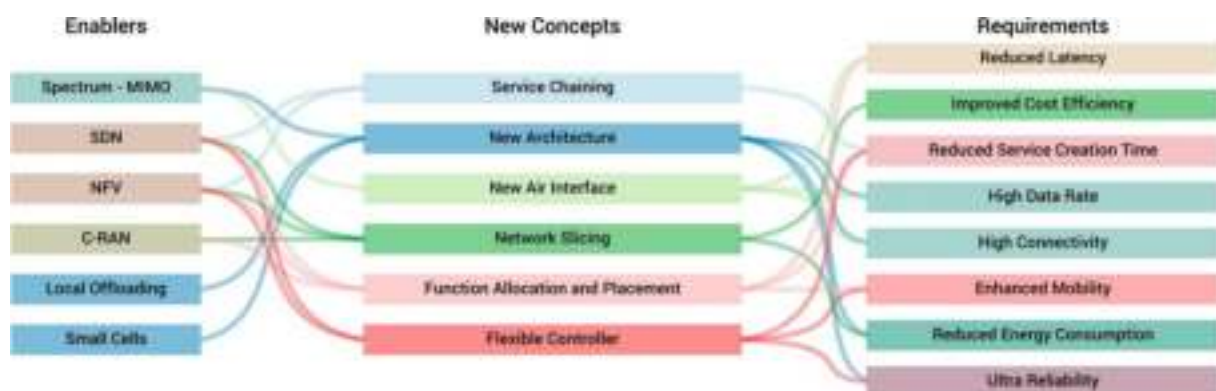 Enablers New Concepts Requirements
Reduced Latency
Spectrum - MIMO Service Chaining
Improved Cost Efficiency
SDN New Architecture
Reduced Service Creation Time
NFV New Air Interface
High Data Rate
C-RAN Network Slicing
High Connectivity
Local Offloading Function Allocation and Placement Enhanced Mobility
Small Cells Flexible Controller Reduced Energy Consumption
Ultra Reliability